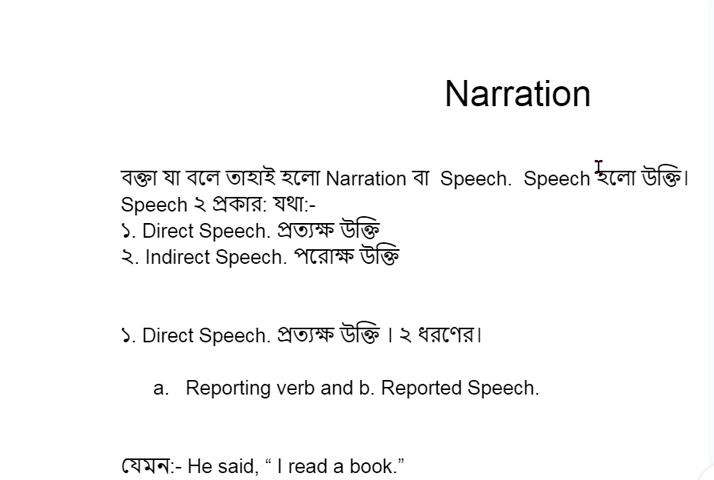 Narration
বক্তা যা বলে তাহাই হলো Narration বা Speech. Speech হলো উক্তি।
Speech ২ প্রকার: যথা:-
১. Direct Speech. প্রত্যক্ষ উক্তি
২. Indirect Speech. পরোক্ষ উক্তি
১. Direct Speech. প্রত্যক্ষ উক্তি । ২ ধরণের।
a. Reporting verb and b. Reported Speech.
যেমন:- He said, “ I read a book.”